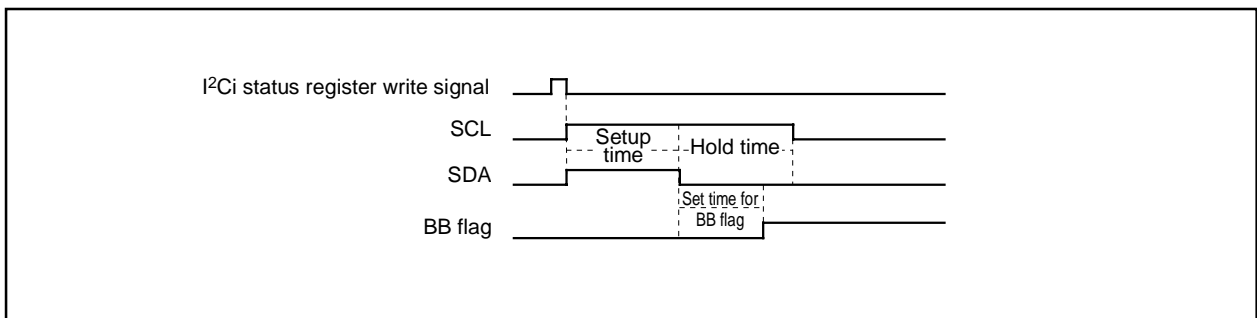 I²Ci status register write signal
SCL
Setup
time
Hold time
SDA
Set time for
BB flag
BB flag